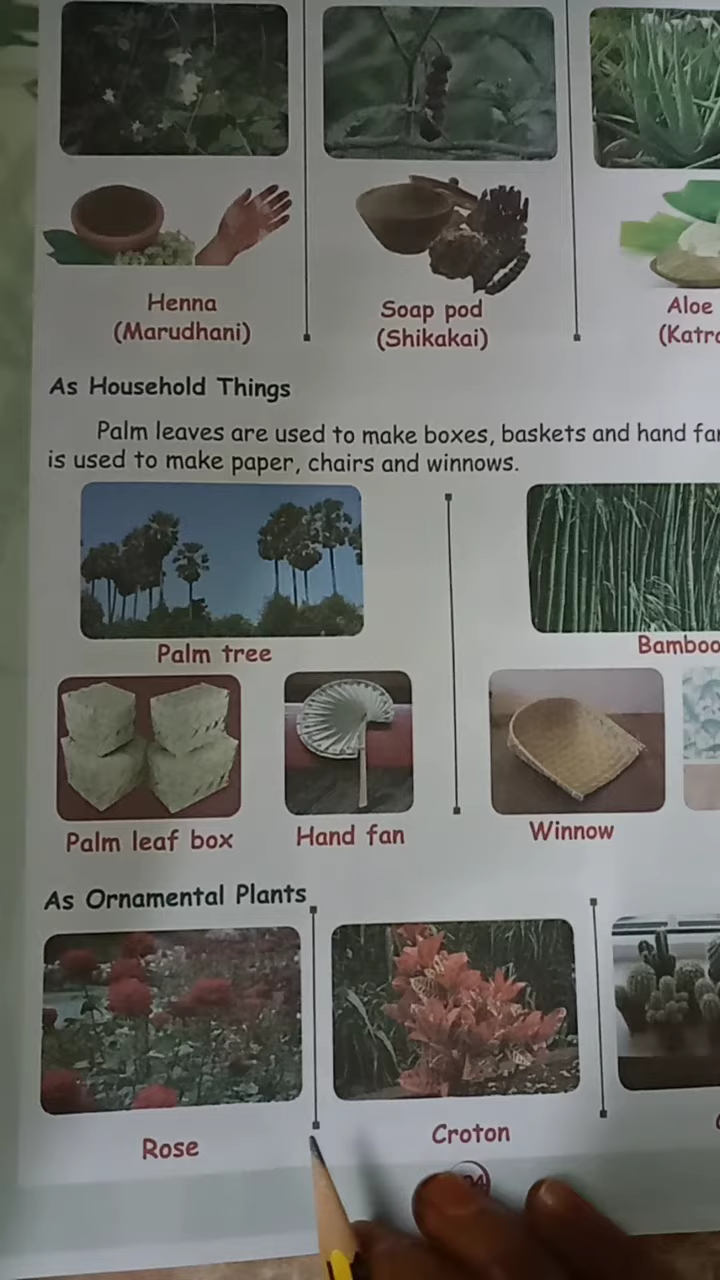 Henna
(Marudhani)
Soap pod
(Shikakai)
Aloe
As Household Things
Palm leaves are used to make boxes, baskets and hand
is used to make paper, chairs and winnows.
Palm tree
Bamboo
Palm leaf box
Hand fan
Winnow
As Ornamental Plants
Rose
Croton